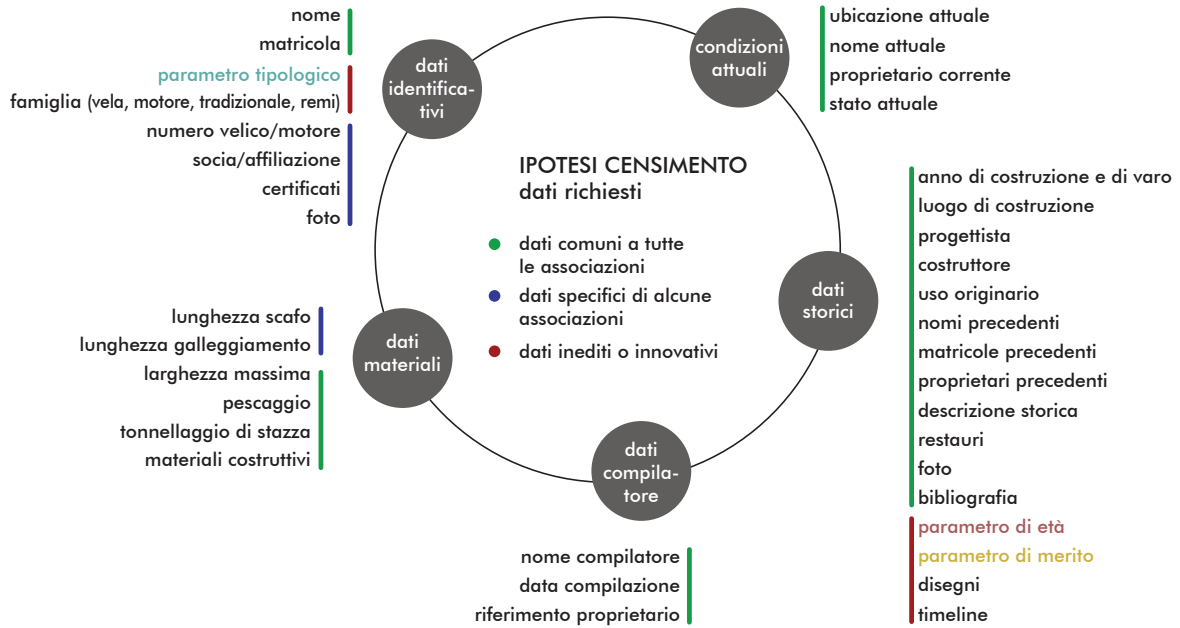 nome
matricola
parametro tipologico
famiglia (vela, motore, tradizionale, remi)
numero velico/motore
socia/affiliazione
certificati
foto
dati
identifica-
tivi
condizioni
attuali
ubicazione attuale
nome attuale
proprietario corrente
stato attuale
IPOTESI CENSIMENTO
dati richiesti
dati comuni a tutte
le associazioni
dati specifici di alcune
associazioni
dati inediti o innovativi
dati
storici
anno di costruzione e di varo
luogo di costruzione
progettista
costruttore
uso originario
nomi precedenti
matricole precedenti
proprietari precedenti
descrizione storica
restauri
foto
bibliografia
parametro di età
parametro di merito
disegni
timeline
lunghezza scafo
lunghezza galleggiamento
larghezza massima
pescaggio
tonnellaggio di stazza
materiali costruttivi
dati
materiali
dati
compila-
tore
nome compilatore
data compilazione
riferimento proprietario